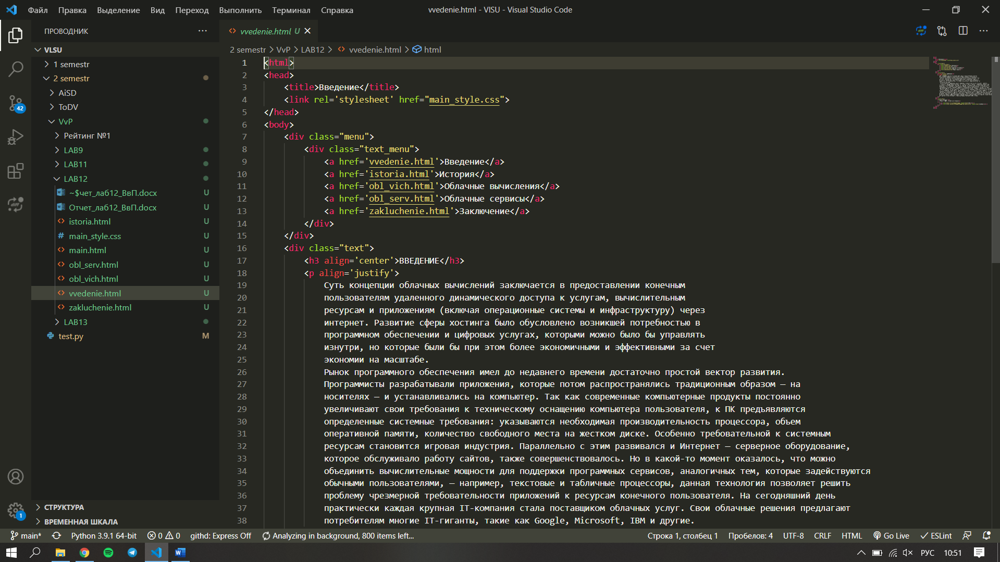 Файл Правка Выделение Вид Переход Выполнить Терминал Справка
vvedenie.html - VlSU - Visual Studio Code
ПРОВОДНИК
VLSU
1 semestr
2 semestr
AiSD
ToDV
VvP
Рейтинг №1
LAB9
LAB11
LAB12
~$чет_лаб12_ВвП.docx U
Отчет_лаб12_ВвП.docx U
istoria.html U
main_style.css U
main.html U
obl_serv.html U
obl_vich.html U
vvedenie.html U
zakluchenie.html U
LAB13
test.py M
СТРУКТУРА
ВРЕМЕННАЯ ШКАЛА
42
diff
1
vvedenie.html U
2 semestr > VvP > LAB12 > vvedenie.html > html
1 <html>
2 <head>
3 <title>Введение</title>
4 <link rel='stylesheet' href="main_style.css">
5 </head>
6 <body>
7 <div class="menu">
8 <div class="text_menu">
9 <a href='vvedenie.html'>Введение</a>
10 <a href='istoria.html'>История</a>
11 <a href='obl_vich.html'>Облачные вычисления</a>
12 <a href='obl_serv.html'>Облачные сервисы</a>
13 <a href='zakluchenie.html'>Заключение</a>
14 </div>
15 </div>
16 <div class="text">
17 <h3 align='center'>ВВЕДЕНИЕ</h3>
18 <p align='justify'>
19 Суть концепции облачных вычислений заключается в предоставлении конечным
20 пользователям удаленного динамического доступа к услугам, вычислительным
21 ресурсам и приложениям (включая операционные системы и инфраструктуру) через
22 интернет. Развитие сферы хостинга было обусловлено возникшей потребностью в
23 программном обеспечении и цифровых услугах, которыми можно было бы управлять
24 изнутри, но которые были бы при этом более экономичными и эффективными за счет
25 экономии на масштабе.
26 Рынок программного обеспечения имел до недавнего времени достаточно простой вектор развития.
27 Программисты разрабатывали приложения, которые потом распространялись традиционным образом – на
28 носителях – и устанавливались на компьютер. Так как современные компьютерные продукты постоянно
29 увеличивают свои требования к техническому оснащению компьютера пользователя, к ПК предъявляются
30 определенные системные требования: указываются необходимая производительность процессора, объем
31 оперативной памяти, количество свободного места на жестком диске. Особенно требовательной к системным
32 ресурсам становится игровая индустрия. Параллельно с этим развивался и Интернет – серверное оборудование,
33 которое обслуживало работу сайтов, также совершенствовалось. Но в какой-то момент оказалось, что можно
34 объединить вычислительные мощности для поддержки программных сервисов, аналогичных тем, которые задействуются
35 обычными пользователями, – например, текстовые и табличные процессоры, данная технология позволяет решить
36 проблему чрезмерной требовательности приложений к ресурсам конечного пользователя. На сегодняшний день
37 практически каждая крупная IT-компания стала поставщиком облачных услуг. Свои облачные решения предлагают
38 потребителям многие IT-гиганты, такие как Google, Microsoft, IBM и другие.
main* Python 3.9.1 64-bit 0 0 githd: Express Off Analyzing in background, 800 items left... Строка 1, столбец 1 Пробелов: 4 UTF-8 CRLF HTML Go Live ESLint
РУС 10:51